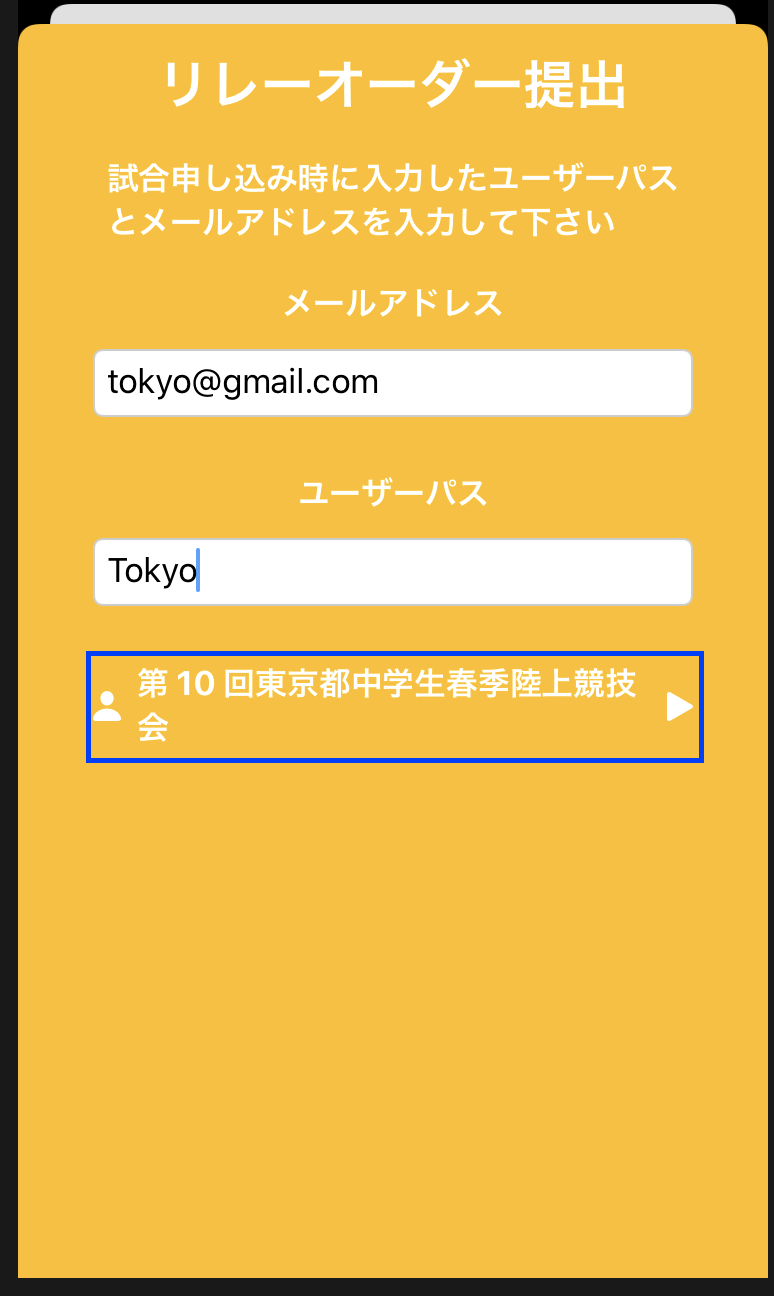 リレーオーダー提出
試合申し込み時に入力したユーザーパス
とメールアドレスを入力して下さい
メールアドレス
tokyo@gmail.com
ユーザーパス
Tokyo
第 10 回東京都中学生春季陸上競技
会